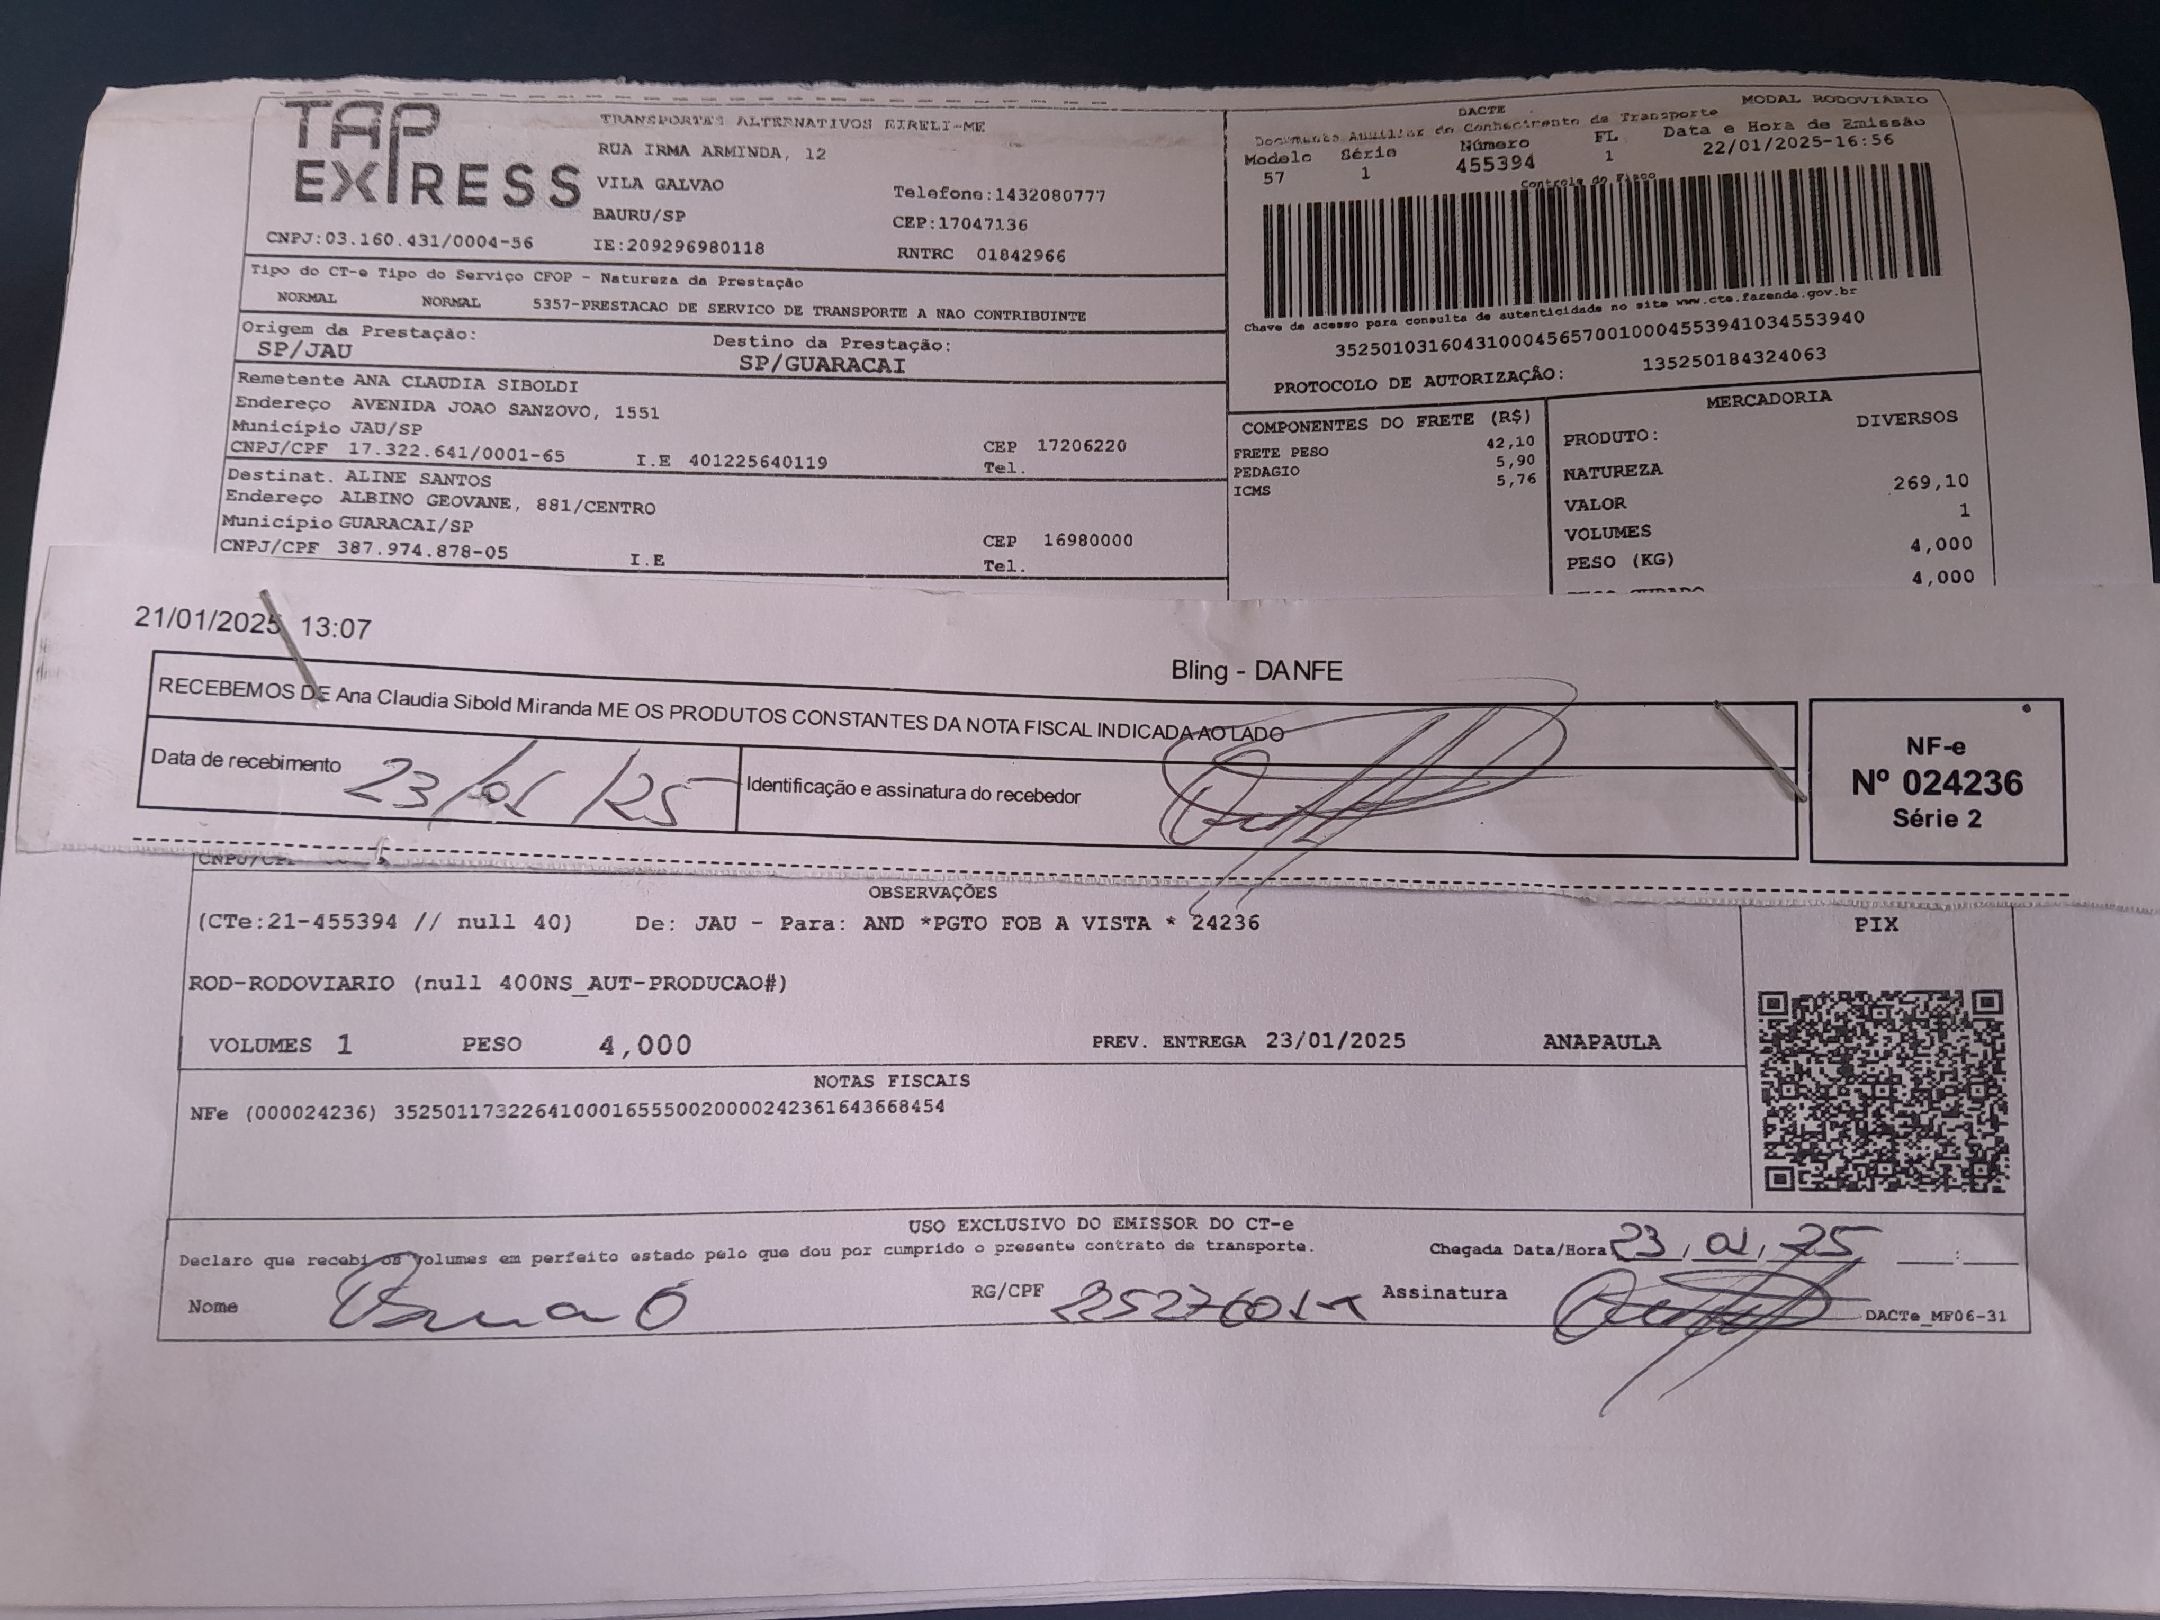 TAP EXPRESS
TRANSPORTES ALTERNATIVOS EIRELI-ME
RUA IRMA ARMINDA, 12
VILA GALVAO
Telefone:1432080777
BAURU/SP
CEP:17047136
CNPJ:03.160.431/0004-56
IE:209296980118
RNTRC 01842966
Tipo do CT-e Tipo do Serviço CFOP - Natureza da Prestação
NORMAL NORMAL 5357-PRESTACAO DE SERVICO DE TRANSPORTE A NAO CONTRIBUINTE
Origem da Prestação: Destino da Prestação:
SP/JAU SP/GUARACAI
Remetente ANA CLAUDIA SIBOLDI
Endereço AVENIDA JOAO SANZOVO, 1551
Município JAU/SP CEP 17206220
CNPJ/CPF 17.322.641/0001-65 I.E 401225640119 Tel.
Destinat. ALINE SANTOS
Endereço ALBINO GEOVANE, 881/CENTRO
Município GUARACAI/SP CEP 16980000
CNPJ/CPF 387.974.878-05 I.E Tel.
DACTE MODAL RODOVIARIO
Documento Auxiliar do Conhecimento de Transporte
Modelo Série Número FL Data e Hora de Emissão
57 1 455394 1 22/01/2025-16:56
Controle do Fisco
Chave de acesso para consulta de autenticidade no site www.cte.fazenda.gov.br
35250103160431000456570010004553941034553940
PROTOCOLO DE AUTORIZAÇÃO: 135250184324063
COMPONENTES DO FRETE (R$)
FRETE PESO 42,10
PEDAGIO 5,90
ICMS 5,76
MERCADORIA
PRODUTO: DIVERSOS
NATUREZA
VALOR 269,10
VOLUMES 1
PESO (KG) 4,000
4,000
21/01/2025 13:07
Bling - DANFE
RECEBEMOS DE Ana Claudia Sibold Miranda ME OS PRODUTOS CONSTANTES DA NOTA FISCAL INDICADA AO LADO
Data de recebimento 23/01/25
Identificação e assinatura do recebedor
NF-e
Nº 024236
Série 2
CNPJ/CPF
OBSERVAÇÕES
(CTe:21-455394 // null 40) De: JAU - Para: AND *PGTO FOB A VISTA * 24236
ROD-RODOVIARIO (null 400NS_AUT-PRODUCAO#)
VOLUMES 1 PESO 4,000 PREV. ENTREGA 23/01/2025 ANAPAULA
PIX
NOTAS FISCAIS
NFe (000024236) 35250117322641000165550020000242361643668454
USO EXCLUSIVO DO EMISSOR DO CT-e
Declaro que recebi os volumes em perfeito estado pelo que dou por cumprido o presente contrato de transporte.
Chegada Data/Hora 23/01/25 :
Nome RG/CPF Assinatura
DACTe_MF06-31